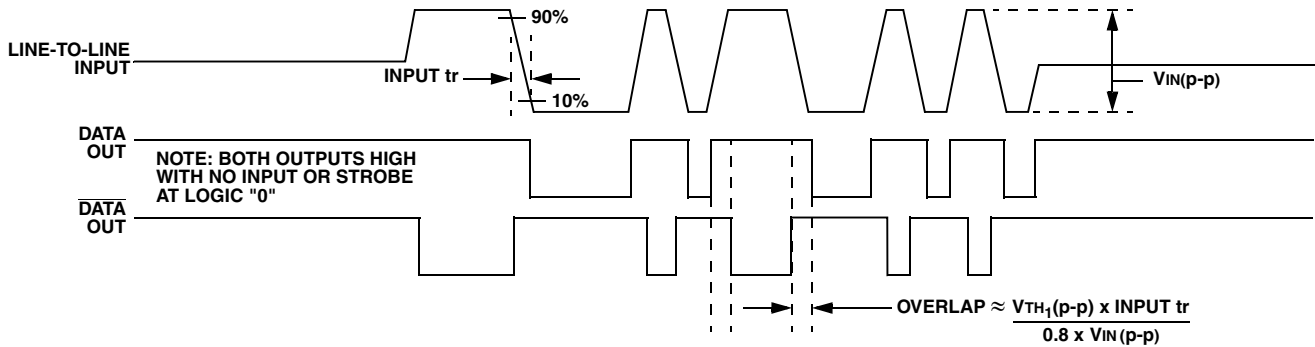 90%
LINE-TO-LINE
INPUT
INPUT tr
10%
VIN(p-p)
DATA
OUT
NOTE: BOTH OUTPUTS HIGH
WITH NO INPUT OR STROBE
AT LOGIC "0"
DATA
OUT
OVERLAP ≈ VTH1(p-p) x INPUT tr
0.8 x VIN (p-p)